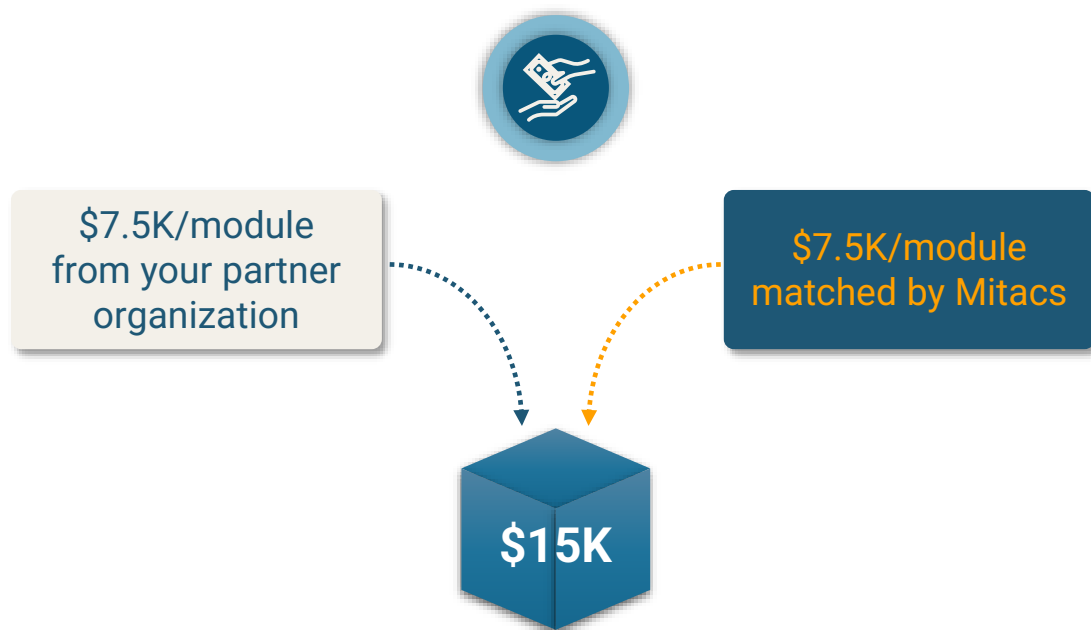 $7.5K/module
from your partner
organization
$7.5K/module
matched by Mitacs
$15K